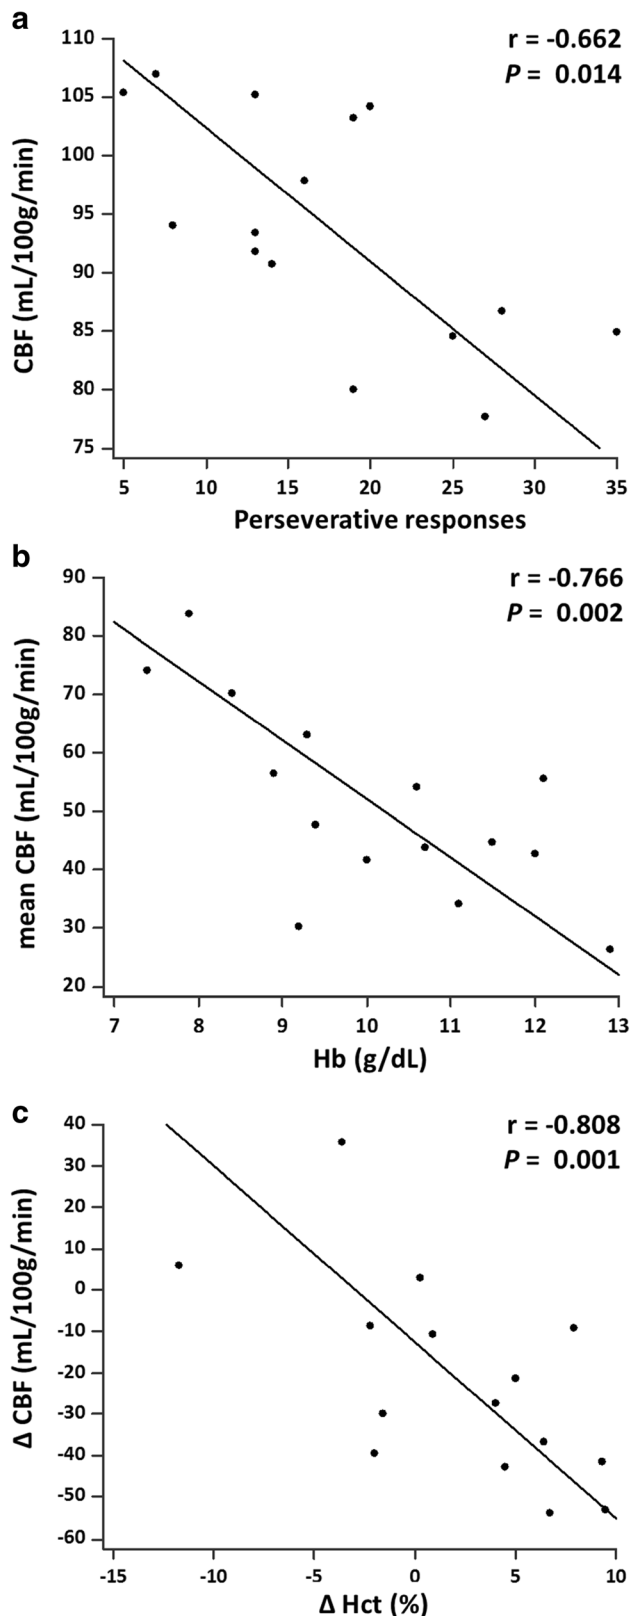 a
r = -0.662
P = 0.014
110
105
100
95
90
85
80
75
CBF (mL/100g/min)
5 10 15 20 25 30 35
Perseverative responses
b
r = -0.766
P = 0.002
90
80
70
60
50
40
30
20
mean CBF (mL/100g/min)
7 8 9 10 11 12 13
Hb (g/dL)
c
r = -0.808
P = 0.001
40
30
20
10
0
-10
-20
-30
-40
-50
-60
Δ CBF (mL/100g/min)
-15 -10 -5 0 5 10
Δ Hct (%)